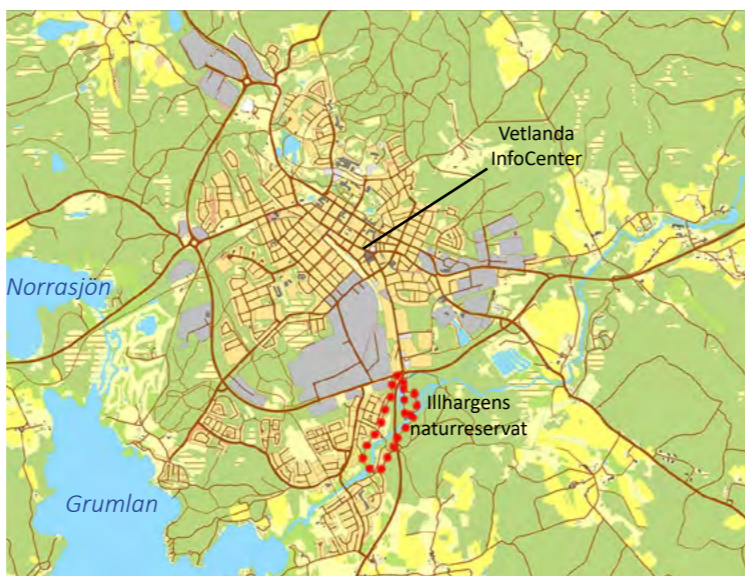 Vetlanda
InfoCenter
Norrasjön
Illhargens
naturreservat
Grumlan